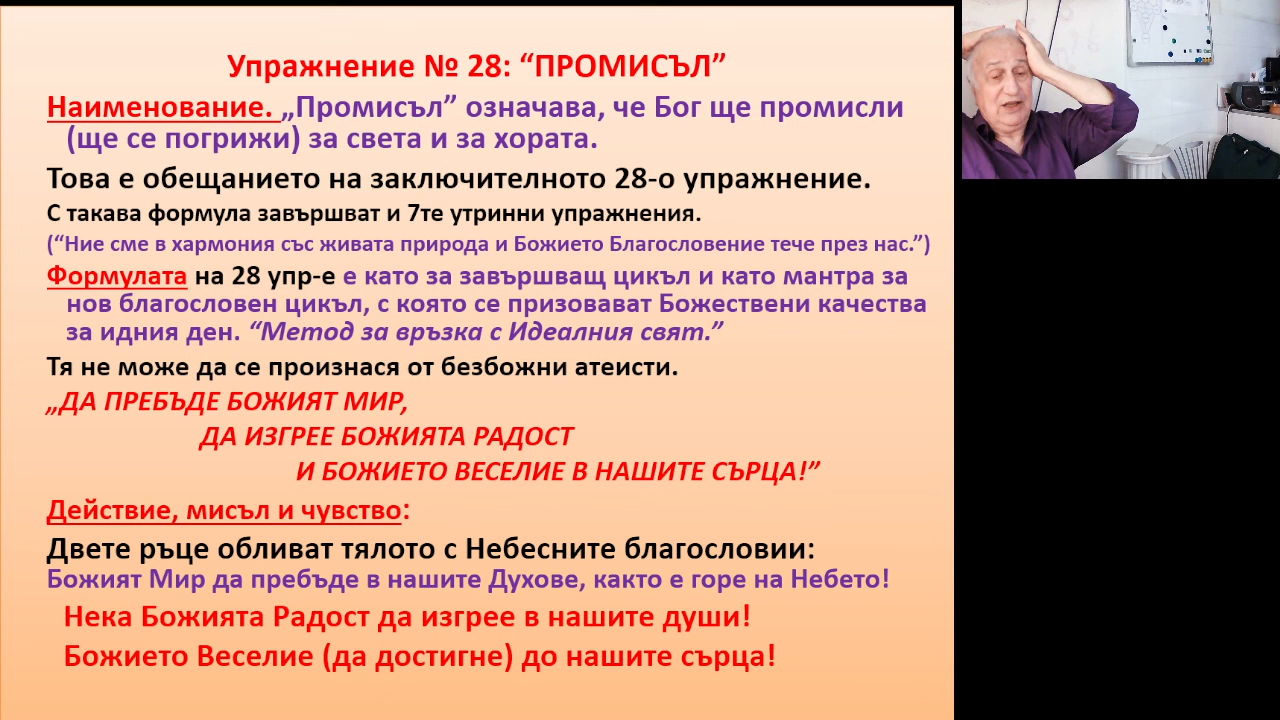 Упражнение № 28: “ПРОМИСЪЛ”
Наименование. „Промисъл” означава, че Бог ще промисли
(ще се погрижи) за света и за хората.
Това е обещанието на заключителното 28-о упражнение.
С такава формула завършват и 7те утринни упражнения.
(“Ние сме в хармония със живата природа и Божието Благословение тече през нас.”)
Формулата на 28 упр-е е като за завършващ цикъл и като мантра за
нов благословен цикъл, с която се призовават Божествени качества
за идния ден. “Метод за връзка с Идеалния свят.”
Тя не може да се произнася от безбожни атеисти.
„ДА ПРЕБЪДЕ БОЖИЯТ МИР,
ДА ИЗГРЕЕ БОЖИЯТА РАДОСТ
И БОЖИЕТО ВЕСЕЛИЕ В НАШИТЕ СЪРЦА!”
Действие, мисъл и чувство:
Двете ръце обливат тялото с Небесните благословии:
Божият Мир да пребъде в нашите Духове, както е горе на Небето!
Нека Божията Радост да изгрее в нашите души!
Божието Веселие (да достигне) до нашите сърца!